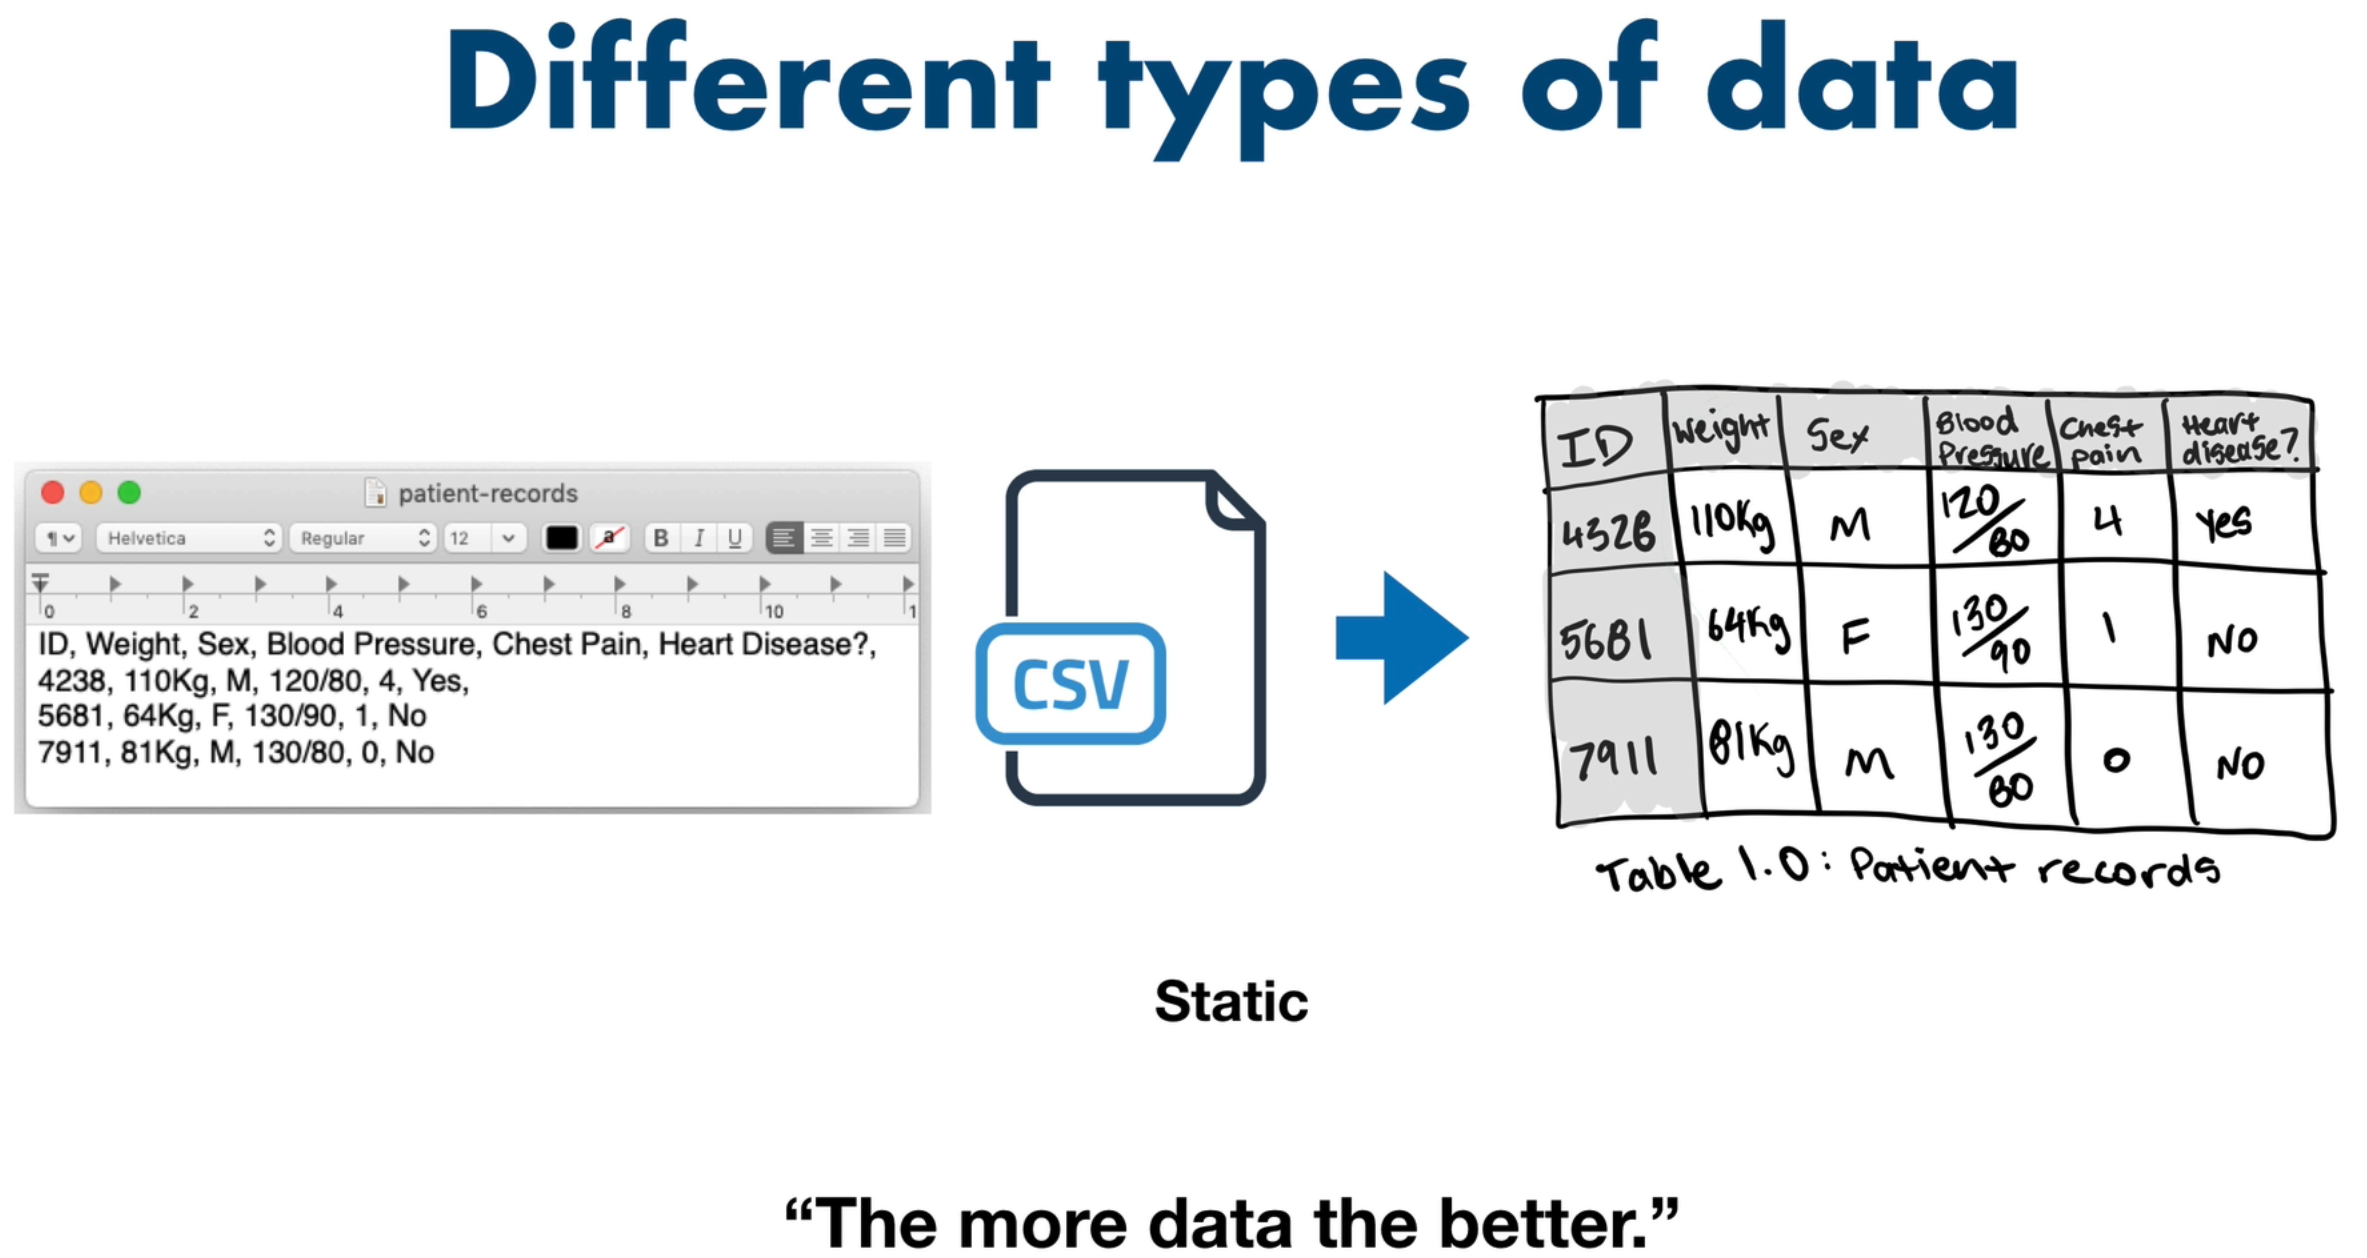 Different types of data
patient-records
Helvetica Regular 12 a B I U
0 2 4 6 8 10 1
ID, Weight, Sex, Blood Pressure, Chest Pain, Heart Disease?,
4238, 110Kg, M, 120/80, 4, Yes,
5681, 64Kg, F, 130/90, 1, No
7911, 81Kg, M, 130/80, 0, No
CSV
ID Weight Sex Blood Pressure Chest pain Heart disease?
4328 110Kg M 120/80 4 yes
5681 64Kg F 130/90 1 NO
7911 81Kg M 130/80 0 NO
Table 1.0: Patient records
Static
“The more data the better.”